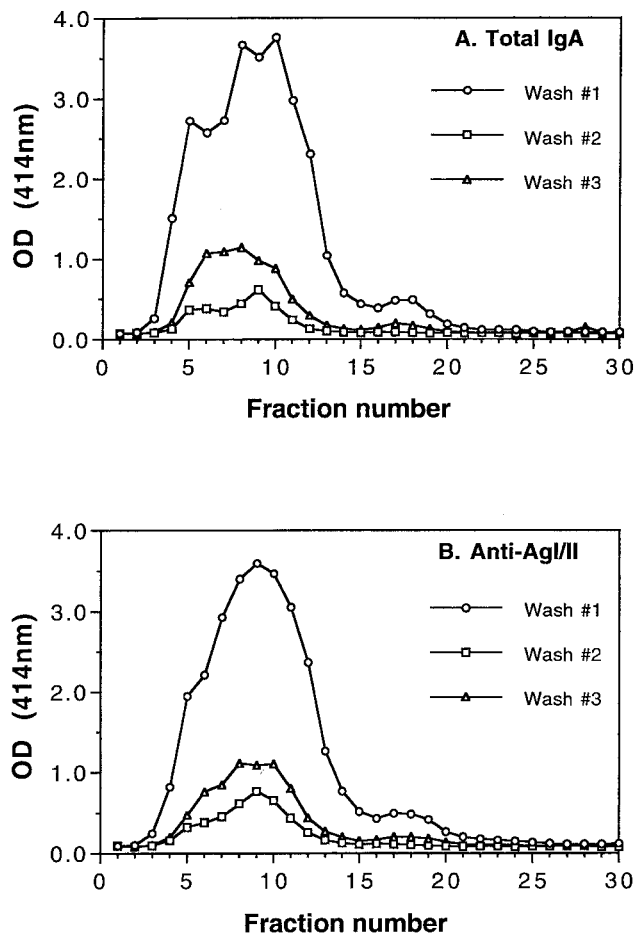 A. Total IgA
Wash #1
Wash #2
Wash #3
OD (414nm)
4.0
3.0
2.0
1.0
0.0
0 5 10 15 20 25 30
Fraction number
B. Anti-AgI/II
Wash #1
Wash #2
Wash #3
OD (414nm)
4.0
3.0
2.0
1.0
0.0
0 5 10 15 20 25 30
Fraction number